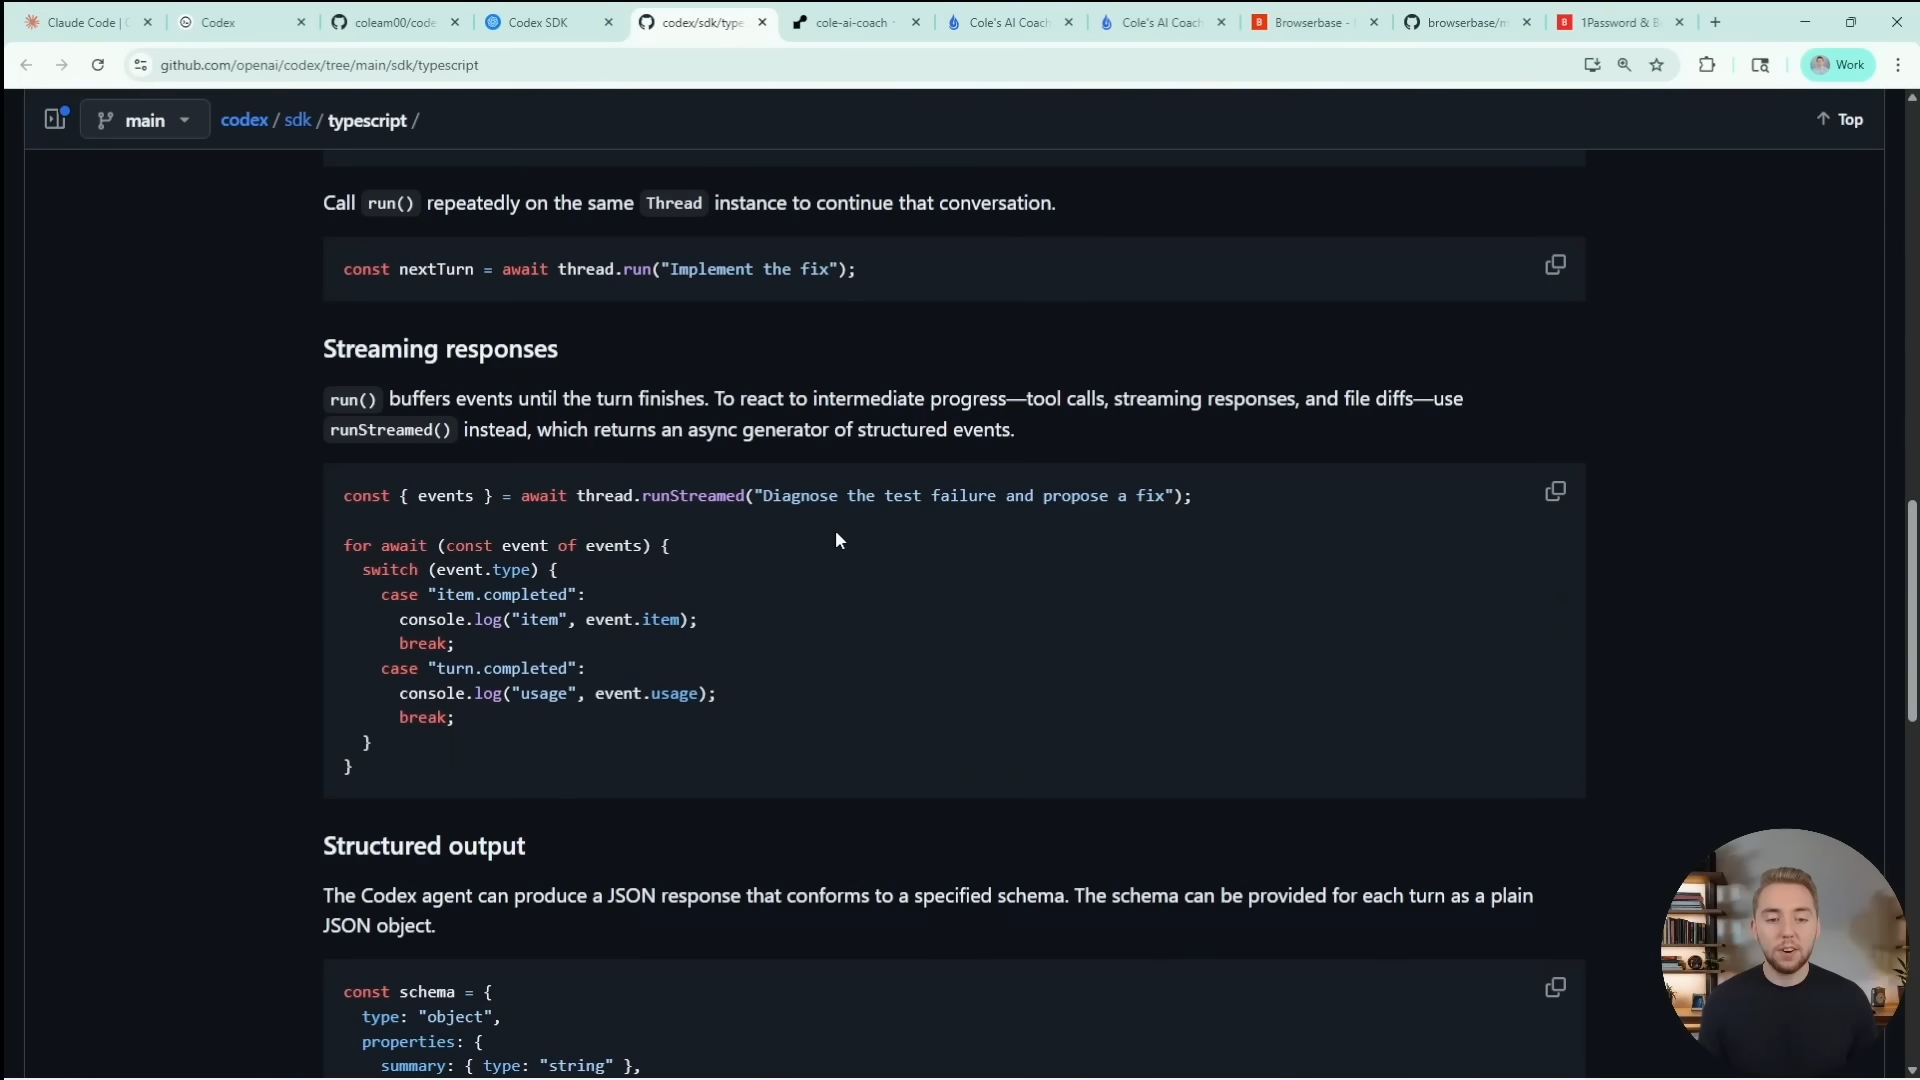 Claude Code | C
Codex
coleam00/code
Codex SDK
codex/sdk/type
cole-ai-coach
Cole's AI Coach
Cole's AI Coach
Browserbase -
browserbase/m
1Password & B
github.com/openai/codex/tree/main/sdk/typescript
Work
main
codex / sdk / typescript /
Top
Call run() repeatedly on the same Thread instance to continue that conversation.
const nextTurn = await thread.run("Implement the fix");
Streaming responses
run() buffers events until the turn finishes. To react to intermediate progress—tool calls, streaming responses, and file diffs—use
runStreamed() instead, which returns an async generator of structured events.
const { events } = await thread.runStreamed("Diagnose the test failure and propose a fix");
for await (const event of events) {
switch (event.type) {
case "item.completed":
console.log("item", event.item);
break;
case "turn.completed":
console.log("usage", event.usage);
break;
}
}
Structured output
The Codex agent can produce a JSON response that conforms to a specified schema. The schema can be provided for each turn as a plain
JSON object.
const schema = {
type: "object",
properties: {
summary: { type: "string" },